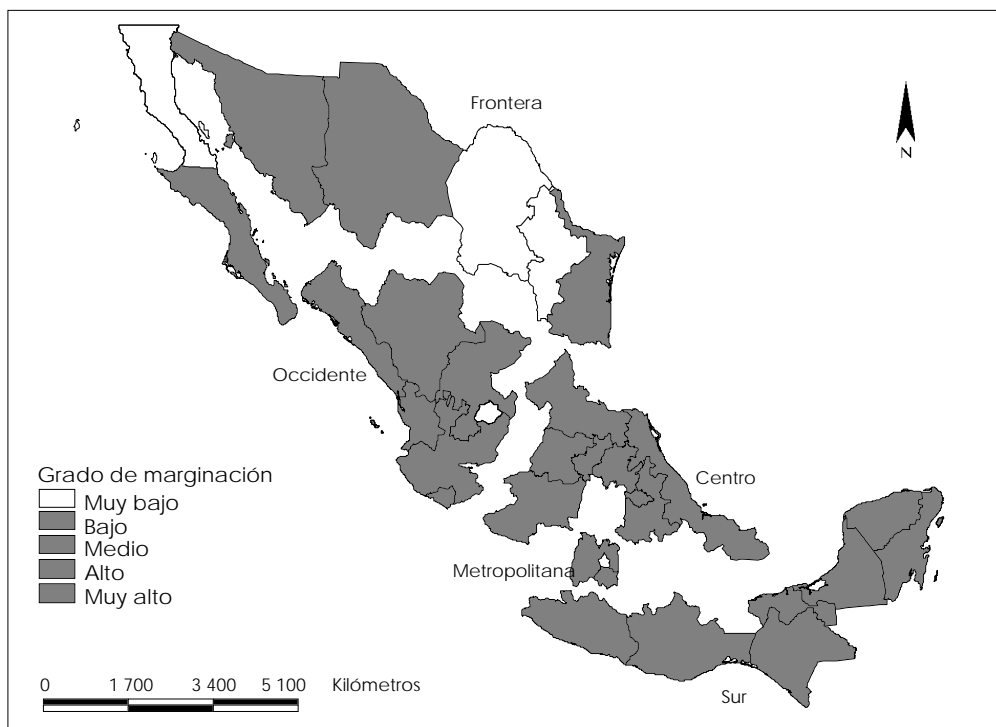 Frontera
N
Occidente
Grado de marginación
Muy bajo
Bajo
Medio
Alto
Muy alto
Centro
Metropolitana
Sur
0 1 700 3 400 5 100 Kilómetros